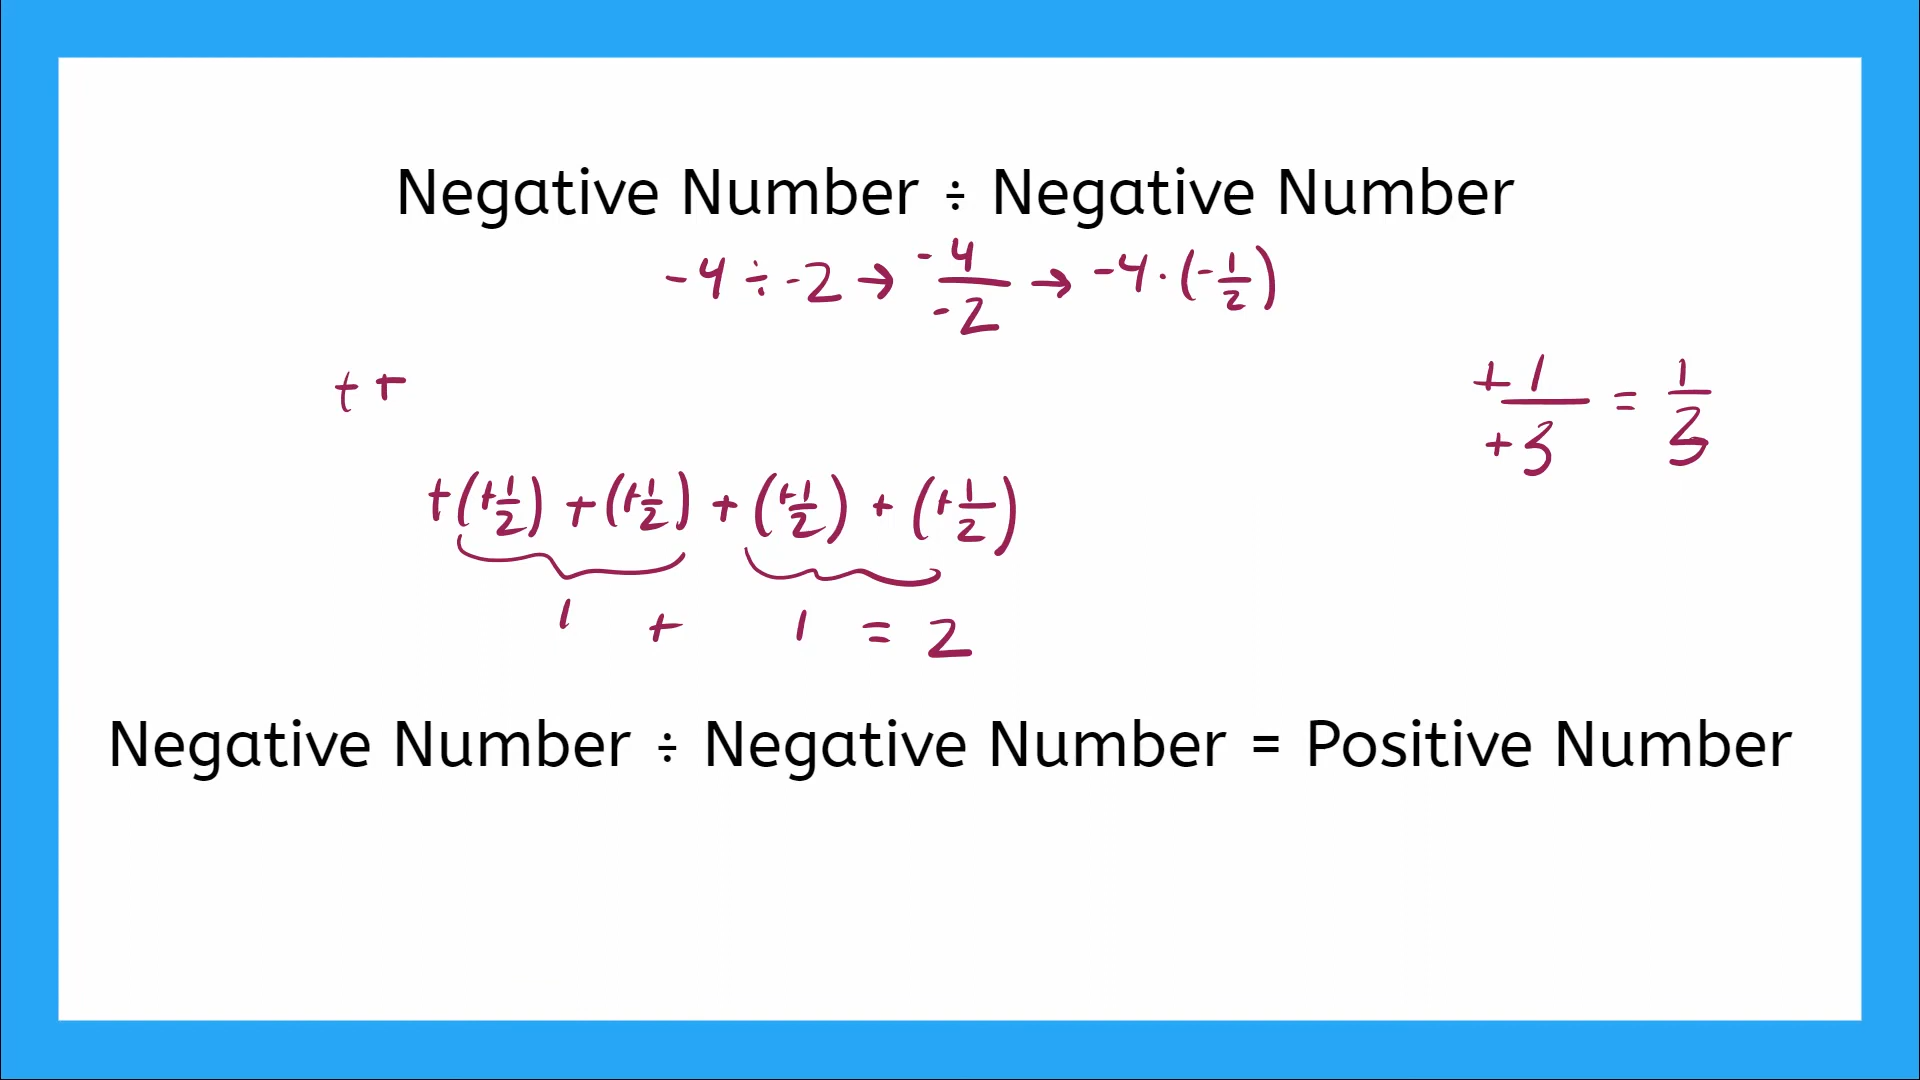 Negative Number ÷ Negative Number
-4 ÷ -2 → -4/-2 → -4 · (-1/2)
+ +
+1/+3 = 1/3
+(+1/2) + (+1/2) + (+1/2) + (+1/2)
1 + 1 = 2
Negative Number ÷ Negative Number = Positive Number